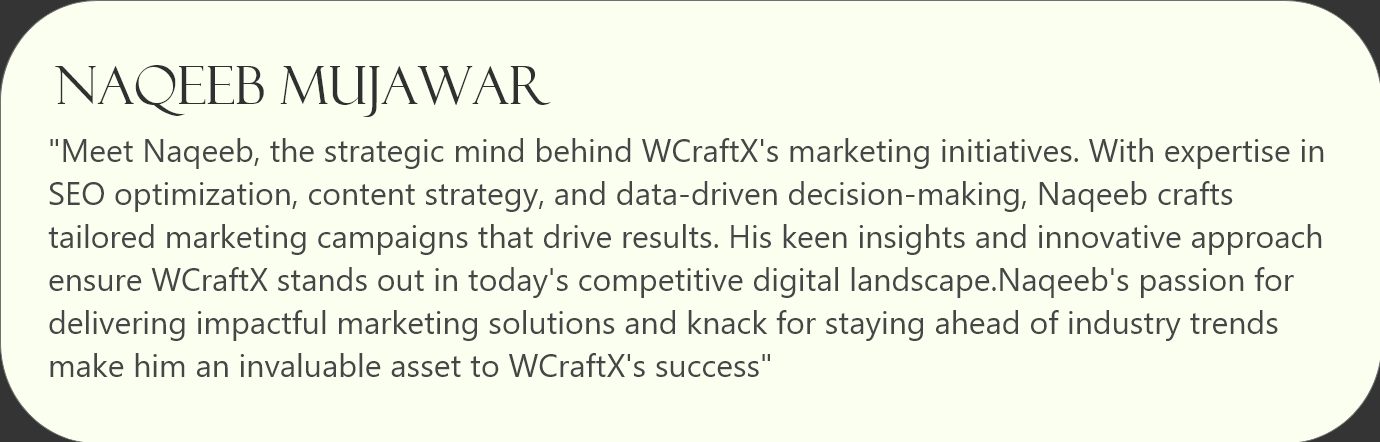 NAQEEB MUJAWAR
"Meet Naqeeb, the strategic mind behind WCraftX's marketing initiatives. With expertise in
SEO optimization, content strategy, and data-driven decision-making, Naqeeb crafts
tailored marketing campaigns that drive results. His keen insights and innovative approach
ensure WCraftX stands out in today's competitive digital landscape.Naqeeb's passion for
delivering impactful marketing solutions and knack for staying ahead of industry trends
make him an invaluable asset to WCraftX's success"